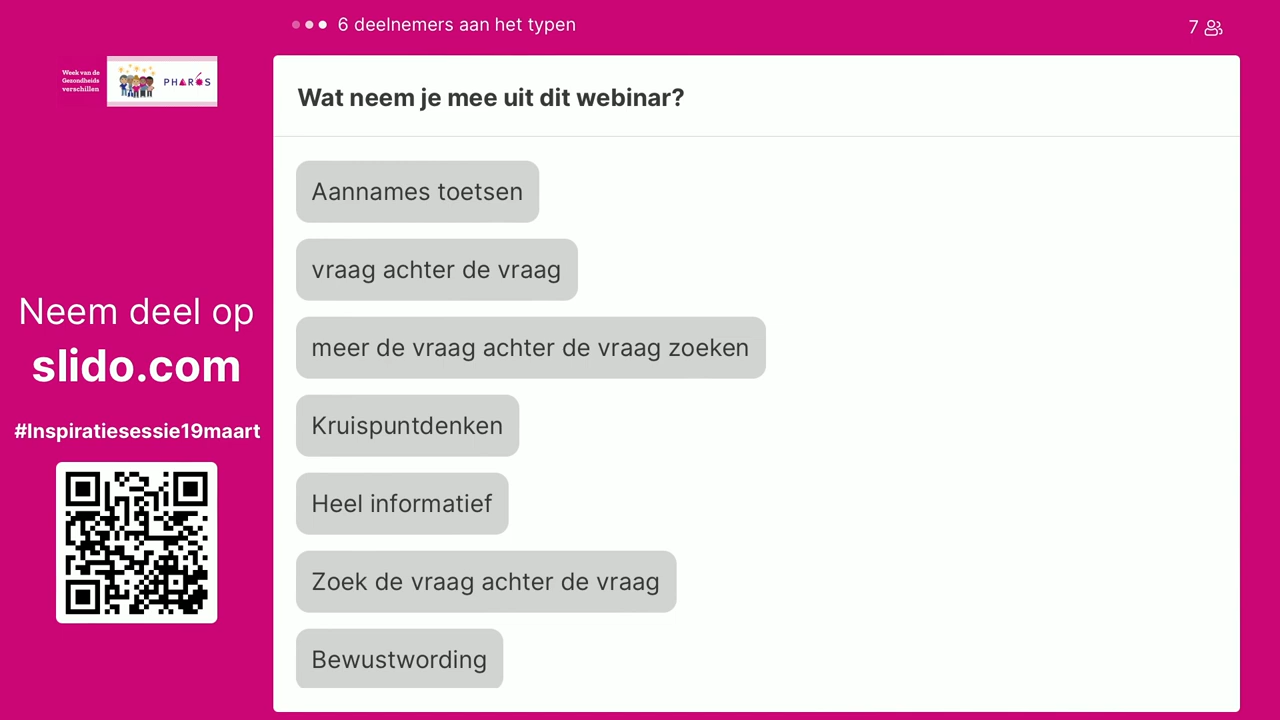 6 deelnemers aan het typen
7
Week van de
Gezondheids
verschillen
PHAROS
Wat neem je mee uit dit webinar?
Aannames toetsen
vraag achter de vraag
meer de vraag achter de vraag zoeken
Kruispuntdenken
Heel informatief
Zoek de vraag achter de vraag
Bewustwording
Neem deel op
slido.com
#Inspiratiesessie19maart